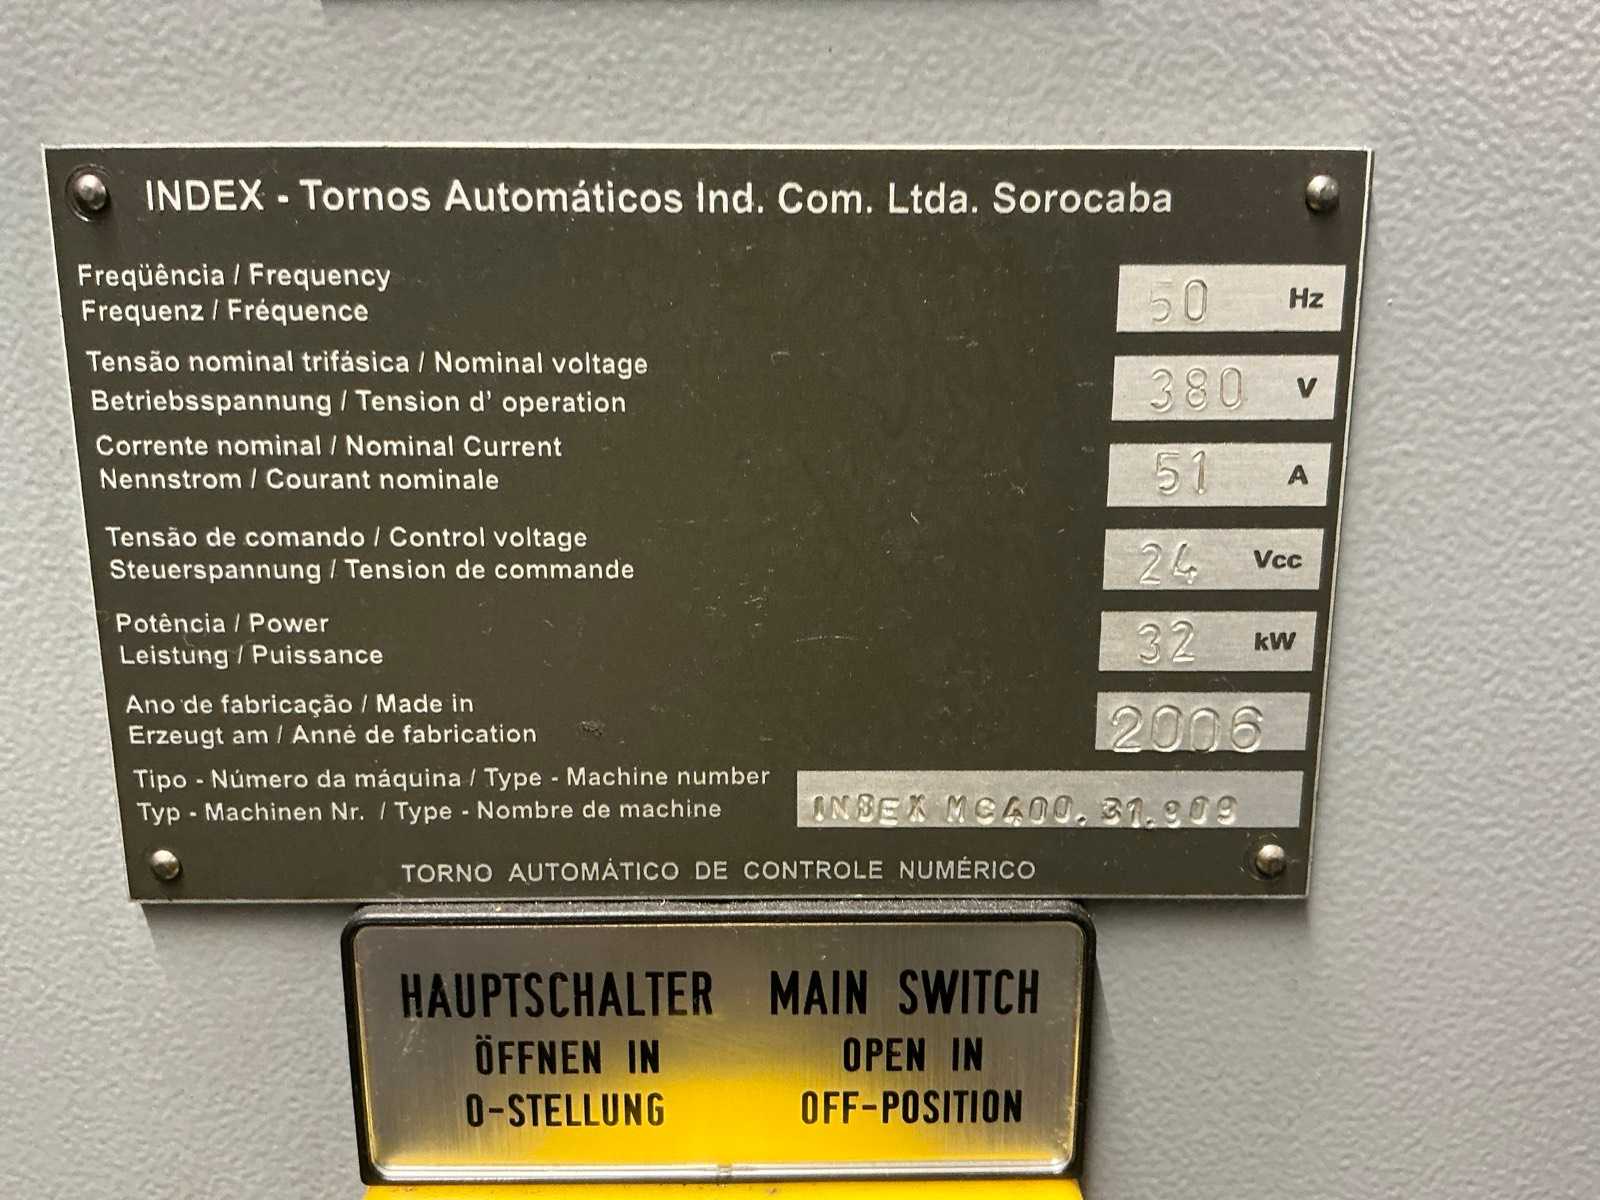 INDEX - Tornos Automáticos Ind. Com. Ltda. Sorocaba
Freqüência / Frequency
Frequenz / Fréquence
50 Hz
Tensão nominal trifásica / Nominal voltage
Betriebsspannung / Tension d' operation
380 V
Corrente nominal / Nominal Current
Nennstrom / Courant nominale
51 A
Tensão de comando / Control voltage
Steuerspannung / Tension de commande
24 Vcc
Potência / Power
Leistung / Puissance
32 kW
Ano de fabricação / Made in
Erzeugt am / Anné de fabrication
2006
Tipo - Número da máquina / Type - Machine number
Typ - Machinen Nr. / Type - Nombre de machine
INDEX MC400.
TORNO AUTOMÁTICO DE CONTROLE NUMÉRICO
HAUPTSCHALTER
ÖFFNEN IN
0-STELLUNG
MAIN SWITCH
OPEN IN
OFF-POSITION